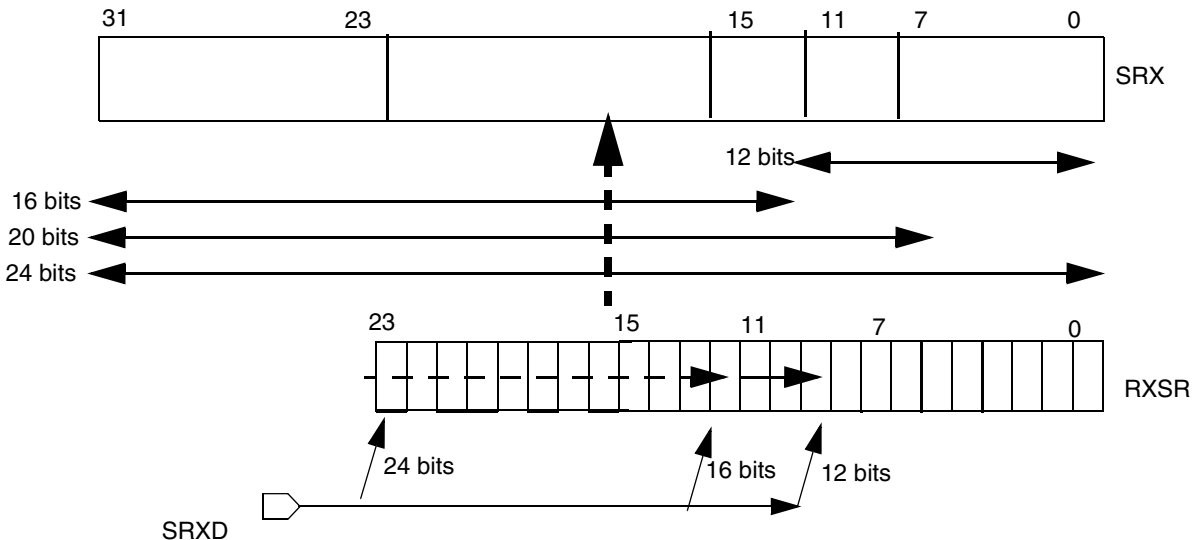 31 23 15 11 7 0
SRX
12 bits
16 bits
20 bits
24 bits
23 15 11 7 0
RXSR
24 bits 16 bits 12 bits
SRXD